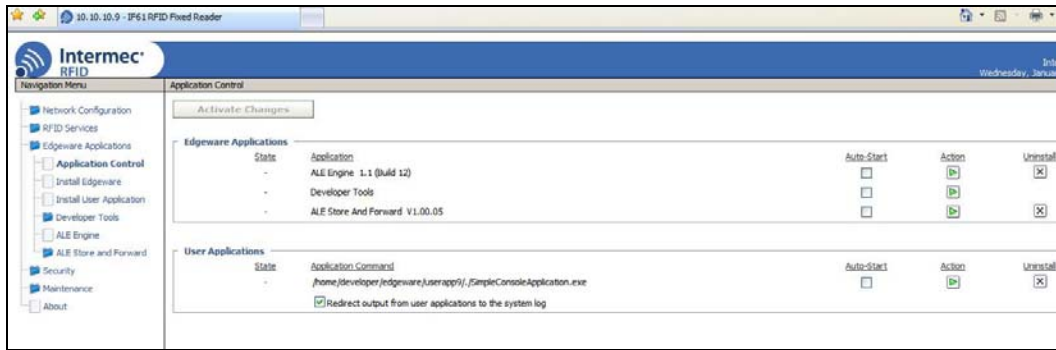 10.10.10.9 - IF61 RFID Fixed Reader
Intermec
RFID
Wednesday,
Navigation Menu
Application Control
Network Configuration
RFID Services
Edgeware Applications
Application Control
Install Edgeware
Install User Application
Developer Tools
ALE Engine
ALE Store and Forward
Security
Maintenance
About
Activate Changes
Edgeware Applications
State Application Auto-Start Action Uninstall
- ALE Engine 1.1 (Build 12)
- Developer Tools
- ALE Store And Forward V1.00.05
User Applications
State Application Command Auto-Start Action Uninstall
- /home/developer/edgeware/userapp9/./SimpleConsoleApplication.exe
Redirect output from user applications to the system log